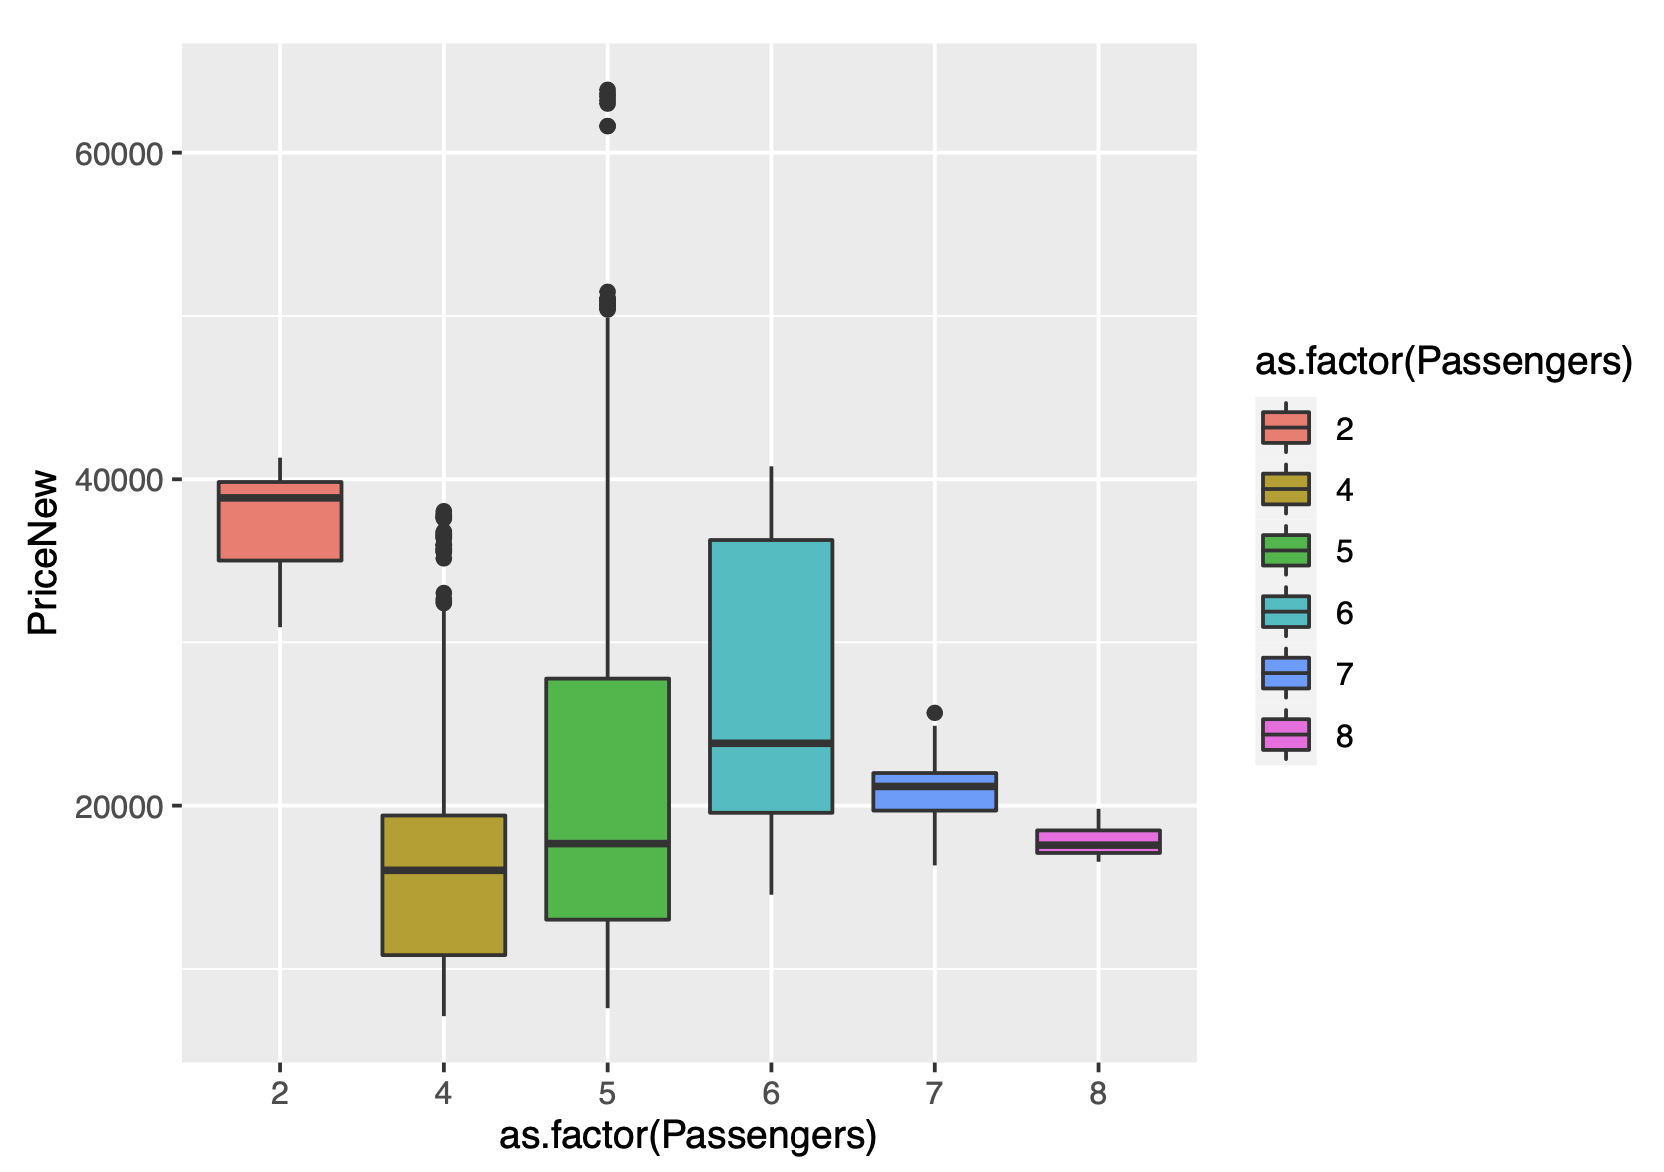 PriceNew
60000
40000
20000
2 4 5 6 7 8
as.factor(Passengers)
as.factor(Passengers)
2
4
5
6
7
8